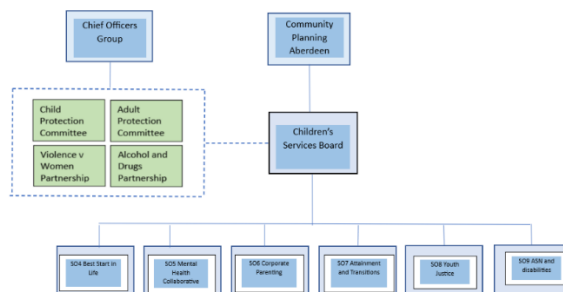 Chief Officers
Group
Community
Planning
Aberdeen
Child
Protection
Committee
Adult
Protection
Committee
Violence v
Women
Partnership
Alcohol and
Drugs
Partnership
Children's
Services Board
SO4 Best Start in
Life
SO5 Mental
Health
Collaborative
SO6 Corporate
Parenting
SO7 Attainment
and Transitions
SO8 Youth
Justice
SO9 ASN and
disabilities